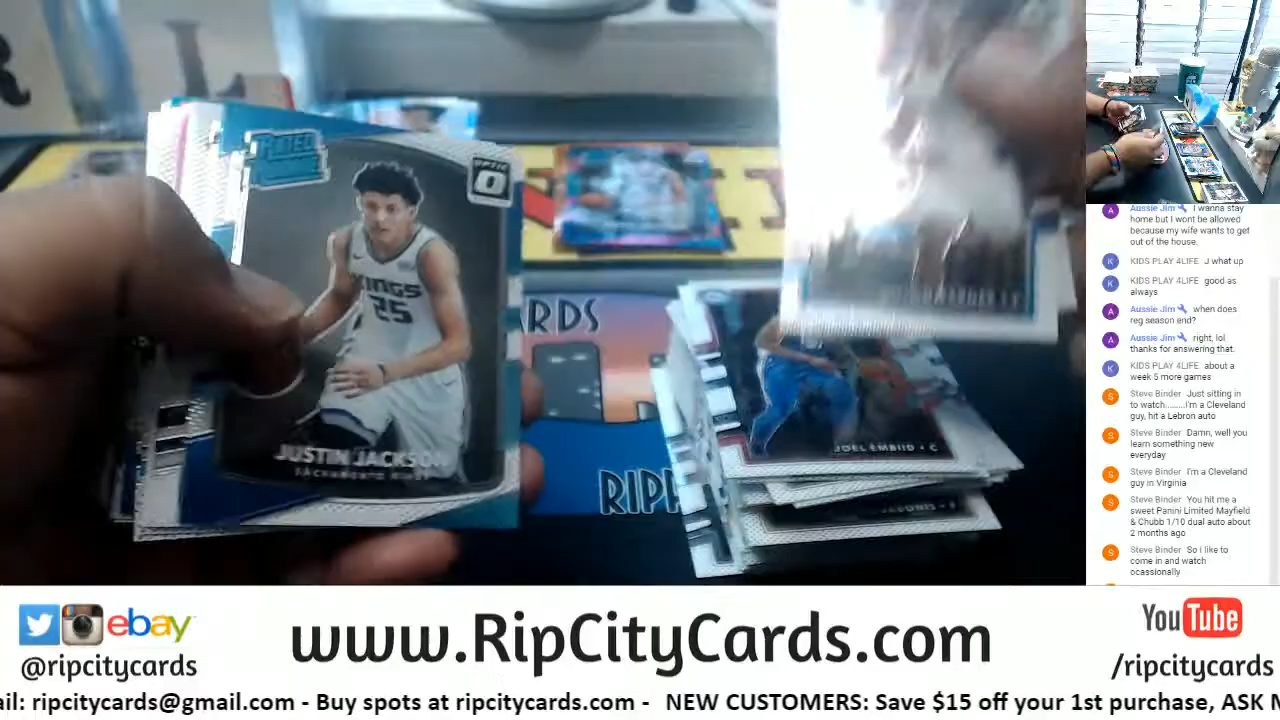 RATED
OPTIC
KINGS
25
JUSTIN JACKSON
SACRAMENTO KINGS
RDS
RIPP
JOEL EMBIID • C
Aussie Jim I wanna stay
home but I wont be allowed
because my wife wants to get
out of the house.
K KIDS PLAY 4LIFE J what up
K KIDS PLAY 4LIFE good as
always
A Aussie Jim when does
reg season end?
A Aussie Jim right, lol
thanks for answering that.
K KIDS PLAY 4LIFE about a
week 5 more games
S Steve Binder Just sitting in
to watch.........I'm a Cleveland
guy, hit a Lebron auto
S Steve Binder Damn, well you
learn something new
everyday
S Steve Binder I'm a Cleveland
guy in Virginia
S Steve Binder You hit me a
sweet Panini Limited Mayfield
& Chubb 1/10 dual auto about
2 months ago
S Steve Binder So i like to
come in and watch
ocassionally
ebay
@ripcitycards
www.RipCityCards.com
YouTube
/ripcitycards
ail: ripcitycards@gmail.com - Buy spots at ripcitycards.com - NEW CUSTOMERS: Save $15 off your 1st purchase, ASK